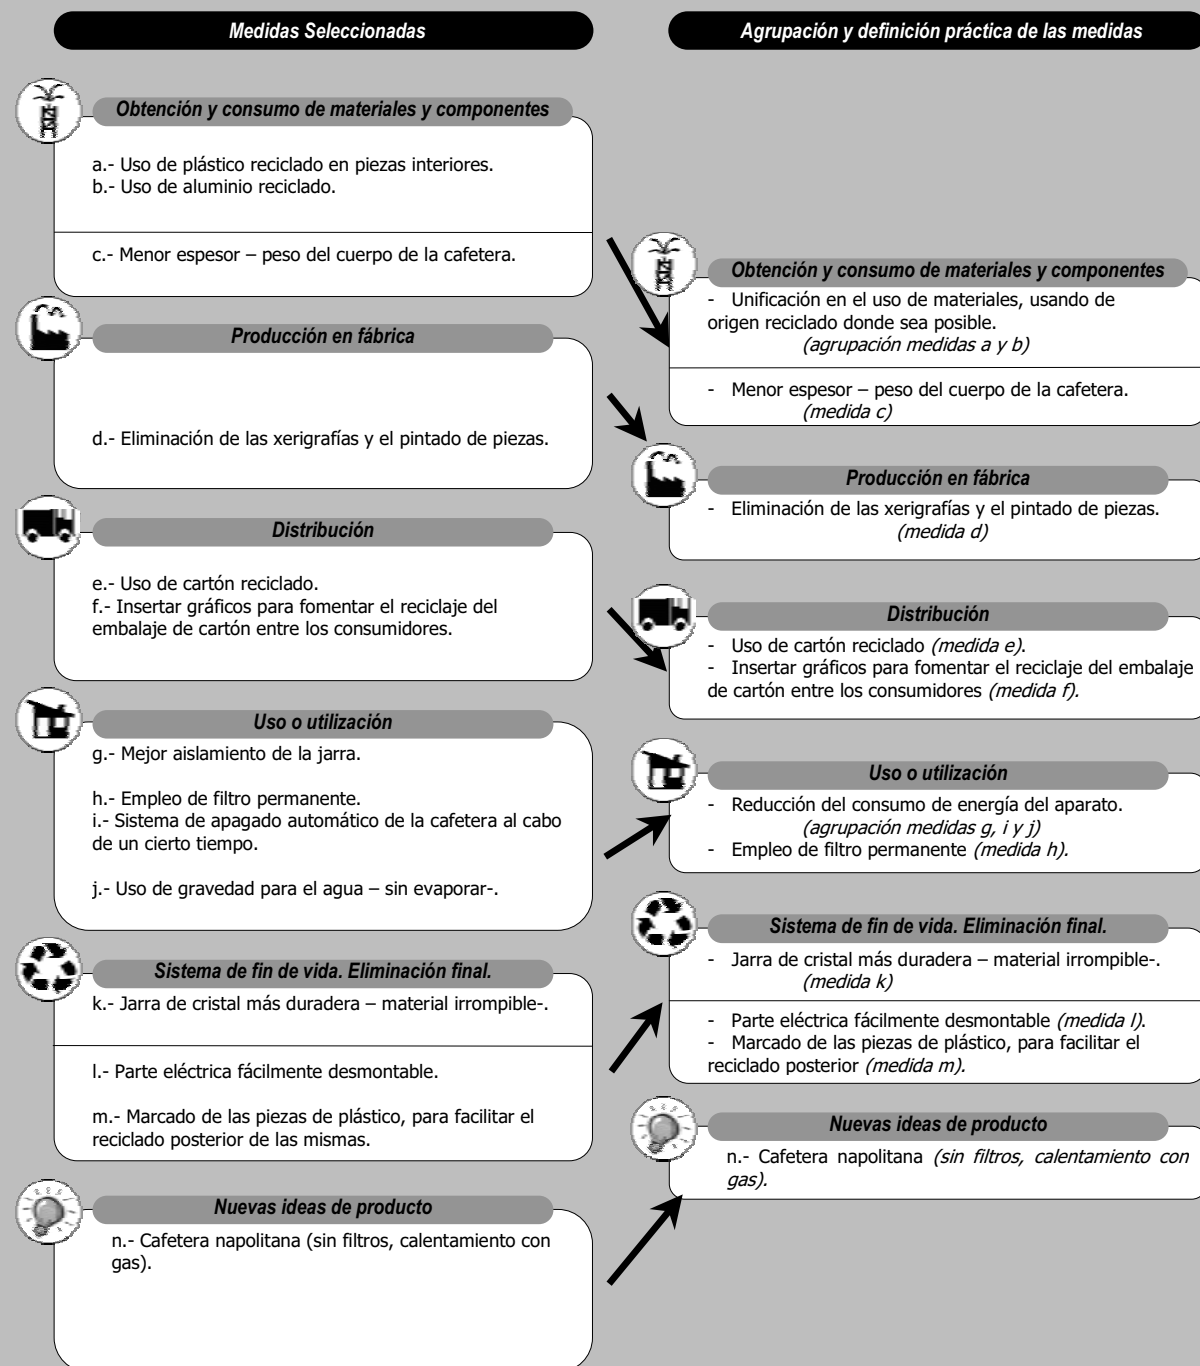 Medidas Seleccionadas
Obtención y consumo de materiales y componentes
a.- Uso de plástico reciclado en piezas interiores.
b.- Uso de aluminio reciclado.
c.- Menor espesor – peso del cuerpo de la cafetera.
Producción en fábrica
d.- Eliminación de las xerigrafías y el pintado de piezas.
Distribución
e.- Uso de cartón reciclado.
f.- Insertar gráficos para fomentar el reciclaje del
embalaje de cartón entre los consumidores.
Uso o utilización
g.- Mejor aislamiento de la jarra.
h.- Empleo de filtro permanente.
i.- Sistema de apagado automático de la cafetera al cabo
de un cierto tiempo.
j.- Uso de gravedad para el agua – sin evaporar-.
Sistema de fin de vida. Eliminación final.
k.- Jarra de cristal más duradera – material irrompible-.
l.- Parte eléctrica fácilmente desmontable.
m.- Marcado de las piezas de plástico, para facilitar el
reciclado posterior de las mismas.
Nuevas ideas de producto
n.- Cafetera napolitana (sin filtros, calentamiento con
gas).
Agrupación y definición práctica de las medidas
Obtención y consumo de materiales y componentes
- Unificación en el uso de materiales, usando de
origen reciclado donde sea posible.
(agrupación medidas a y b)
- Menor espesor – peso del cuerpo de la cafetera.
(medida c)
Producción en fábrica
- Eliminación de las xerigrafías y el pintado de piezas.
(medida d)
Distribución
- Uso de cartón reciclado (medida e).
- Insertar gráficos para fomentar el reciclaje del embalaje
de cartón entre los consumidores (medida f).
Uso o utilización
- Reducción del consumo de energía del aparato.
(agrupación medidas g, i y j)
- Empleo de filtro permanente (medida h).
Sistema de fin de vida. Eliminación final.
- Jarra de cristal más duradera – material irrompible-.
(medida k)
- Parte eléctrica fácilmente desmontable (medida l).
- Marcado de las piezas de plástico, para facilitar el
reciclado posterior (medida m).
Nuevas ideas de producto
n.- Cafetera napolitana (sin filtros, calentamiento con
gas).